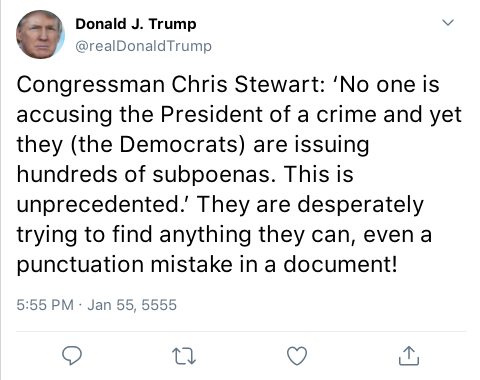 Donald J. Trump
@realDonaldTrump
Congressman Chris Stewart: ‘No one is
accusing the President of a crime and yet
they (the Democrats) are issuing
hundreds of subpoenas. This is
unprecedented.’ They are desperately
trying to find anything they can, even a
punctuation mistake in a document!
5:55 PM · Jan 55, 5555